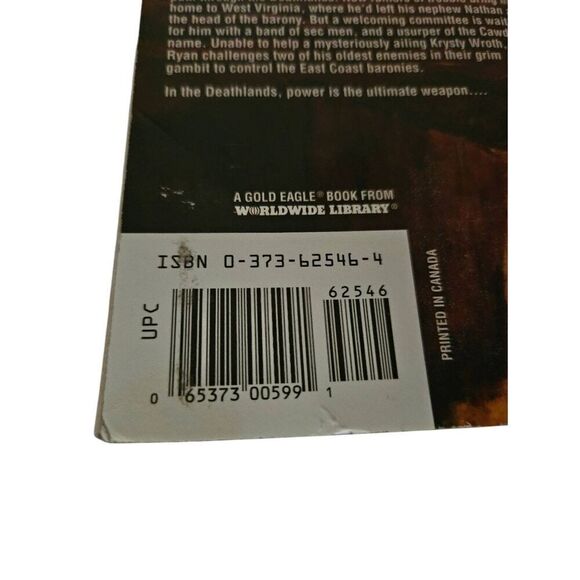 home to West Virginia, where he'd left his nephew Nathan
the head of the barony. But a welcoming committee is wait
for him with a band of sec men, and a usurper of the Cawd
name. Unable to help a mysteriously ailing Krysty Wroth,
Ryan challenges two of his oldest enemies in their grim
gambit to control the East Coast baronies.
In the Deathlands, power is the ultimate weapon....
A GOLD EAGLE® BOOK FROM
WORLDWIDE LIBRARY®
PRINTED IN CANADA
ISBN 0-373-62546-4
62546
UPC
0 65373 00599 1